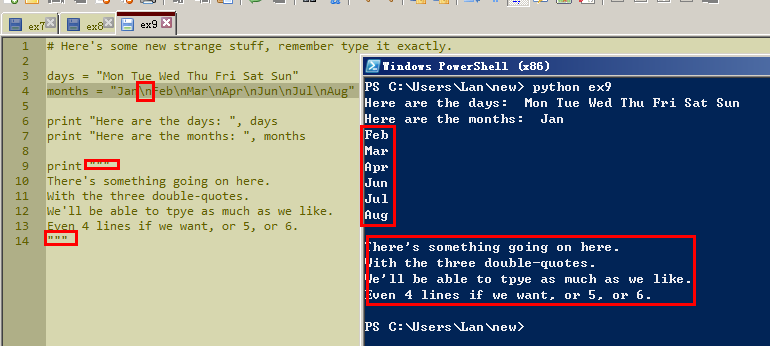 ex7
ex8
ex9
1 # Here's some new strange stuff, remember type it exactly.
2
3 days = "Mon Tue Wed Thu Fri Sat Sun"
4 months = "Jan\nFeb\nMar\nApr\nJun\nJul\nAug"
5
6 print "Here are the days: ", days
7 print "Here are the months: ", months
8
9 print """
10 There's something going on here.
11 With the three double-quotes.
12 We'll be able to tpye as much as we like.
13 Even 4 lines if we want, or 5, or 6.
14 """
Windows PowerShell (x86)
PS C:\Users\Lan\new> python ex9
Here are the days:  Mon Tue Wed Thu Fri Sat Sun
Here are the months:  Jan
Feb
Mar
Apr
Jun
Jul
Aug
There's something going on here.
With the three double-quotes.
We'll be able to tpye as much as we like.
Even 4 lines if we want, or 5, or 6.
PS C:\Users\Lan\new>